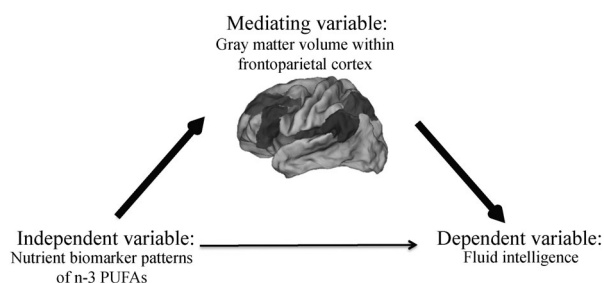 Mediating variable:
Gray matter volume within
frontoparietal cortex
Independent variable:
Nutrient biomarker patterns
of n-3 PUFAs
Dependent variable:
Fluid intelligence